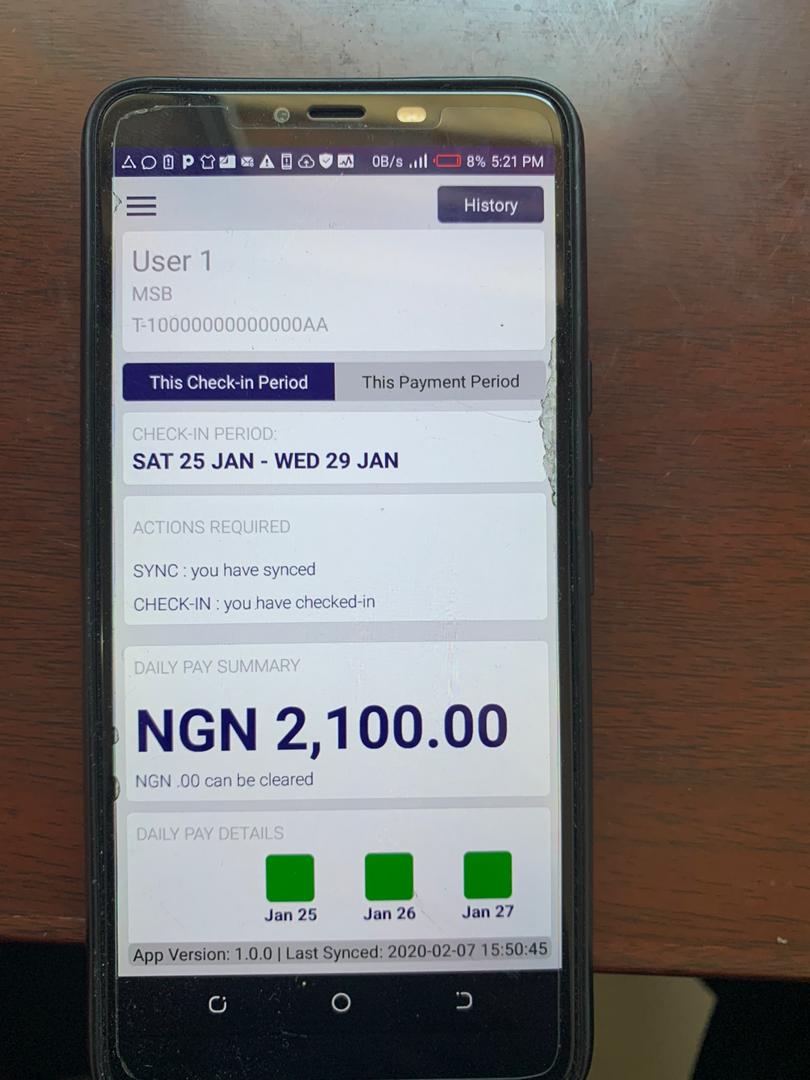 0B/s 8% 5:21 PM
History
User 1
MSB
T-10000000000000AA
This Check-in Period This Payment Period
CHECK-IN PERIOD:
SAT 25 JAN - WED 29 JAN
ACTIONS REQUIRED
SYNC : you have synced
CHECK-IN : you have checked-in
DAILY PAY SUMMARY
NGN 2,100.00
NGN .00 can be cleared
DAILY PAY DETAILS
Jan 25 Jan 26 Jan 27
App Version: 1.0.0 | Last Synced: 2020-02-07 15:50:45